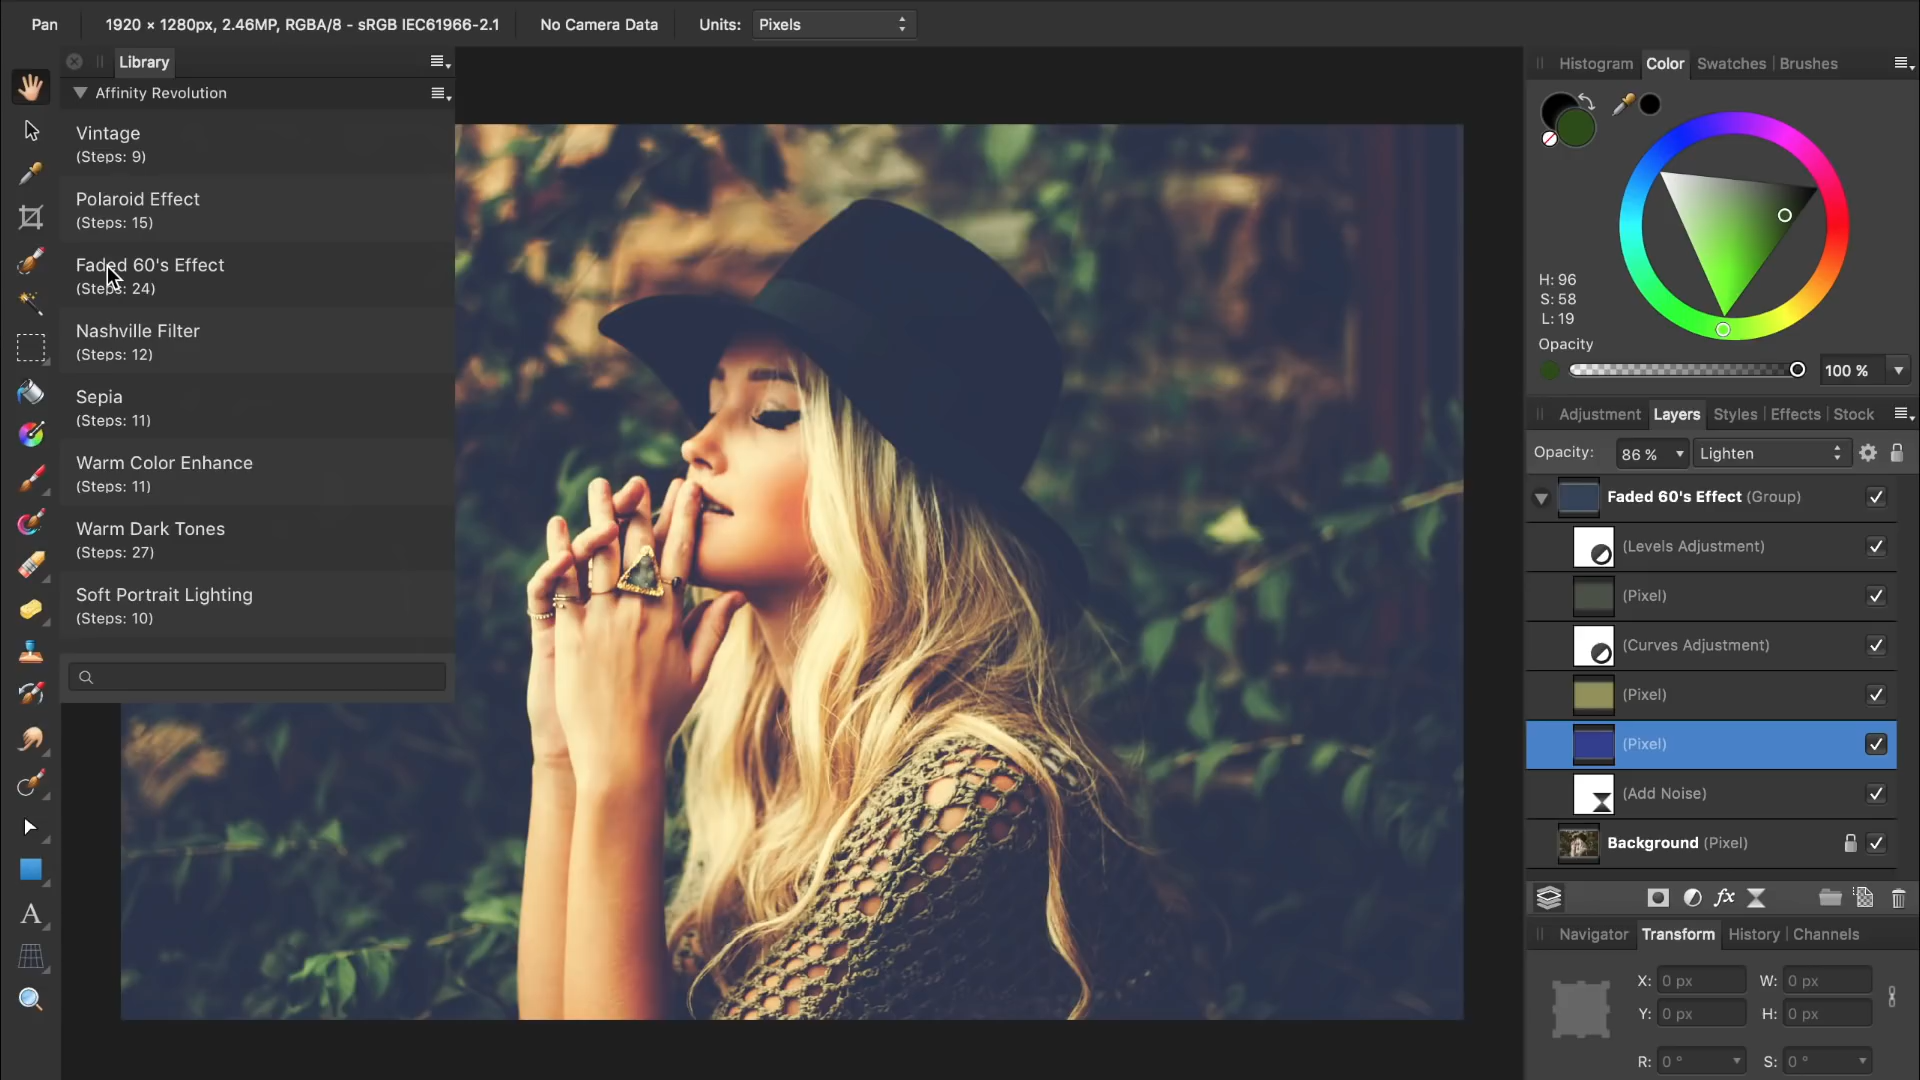 Pan
1920 × 1280px, 2.46MP, RGBA/8 - sRGB IEC61966-2.1
No Camera Data
Units: Pixels
Library
Affinity Revolution
Vintage
(Steps: 9)
Polaroid Effect
(Steps: 15)
Faded 60's Effect
(Steps: 24)
Nashville Filter
(Steps: 12)
Sepia
(Steps: 11)
Warm Color Enhance
(Steps: 11)
Warm Dark Tones
(Steps: 27)
Soft Portrait Lighting
(Steps: 10)
Histogram Color Swatches Brushes
H: 96
S: 58
L: 19
Opacity
100 %
Adjustment Layers Styles Effects Stock
Opacity: 86 % Lighten
Faded 60's Effect (Group)
(Levels Adjustment)
(Pixel)
(Curves Adjustment)
(Pixel)
(Pixel)
(Add Noise)
Background (Pixel)
fx
Navigator Transform History Channels
X: 0 px W: 0 px
Y: 0 px H: 0 px
R: 0 ° S: 0 °